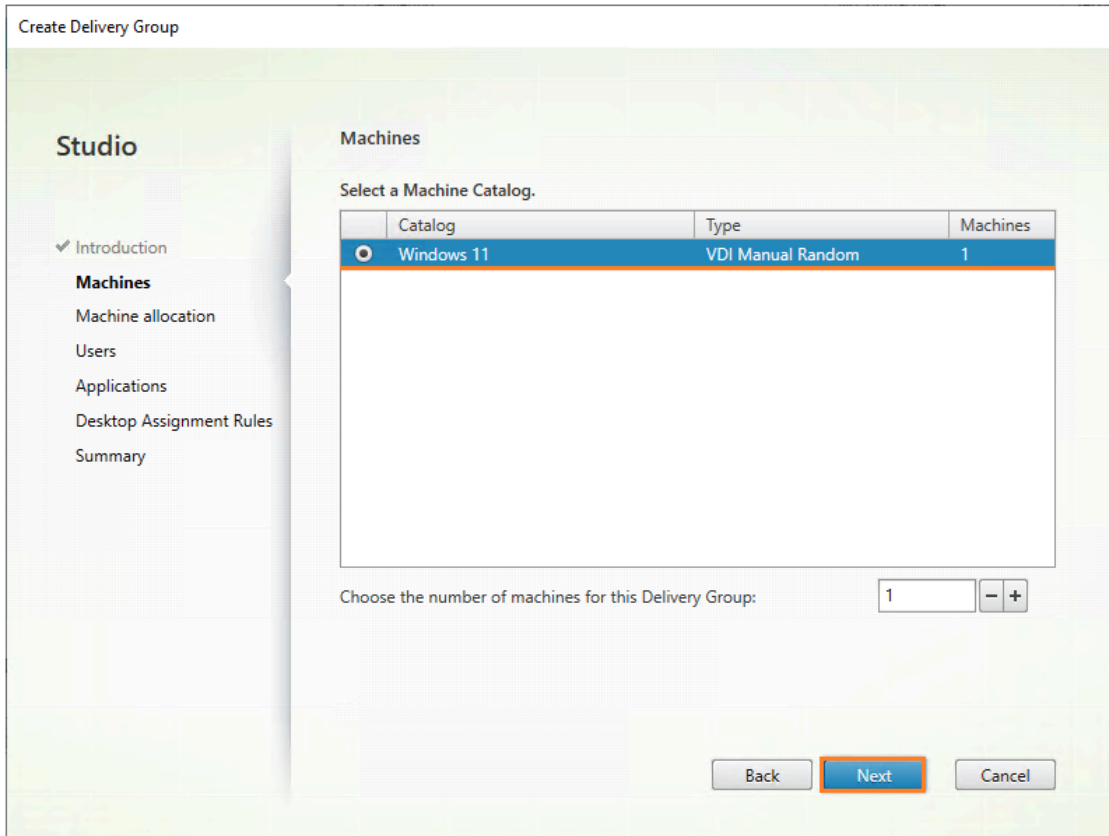 Create Delivery Group
Studio
Introduction
Machines
Machine allocation
Users
Applications
Desktop Assignment Rules
Summary
Machines
Select a Machine Catalog.
Catalog Type Machines
Windows 11 VDI Manual Random 1
Choose the number of machines for this Delivery Group: 1 − +
Back Next Cancel